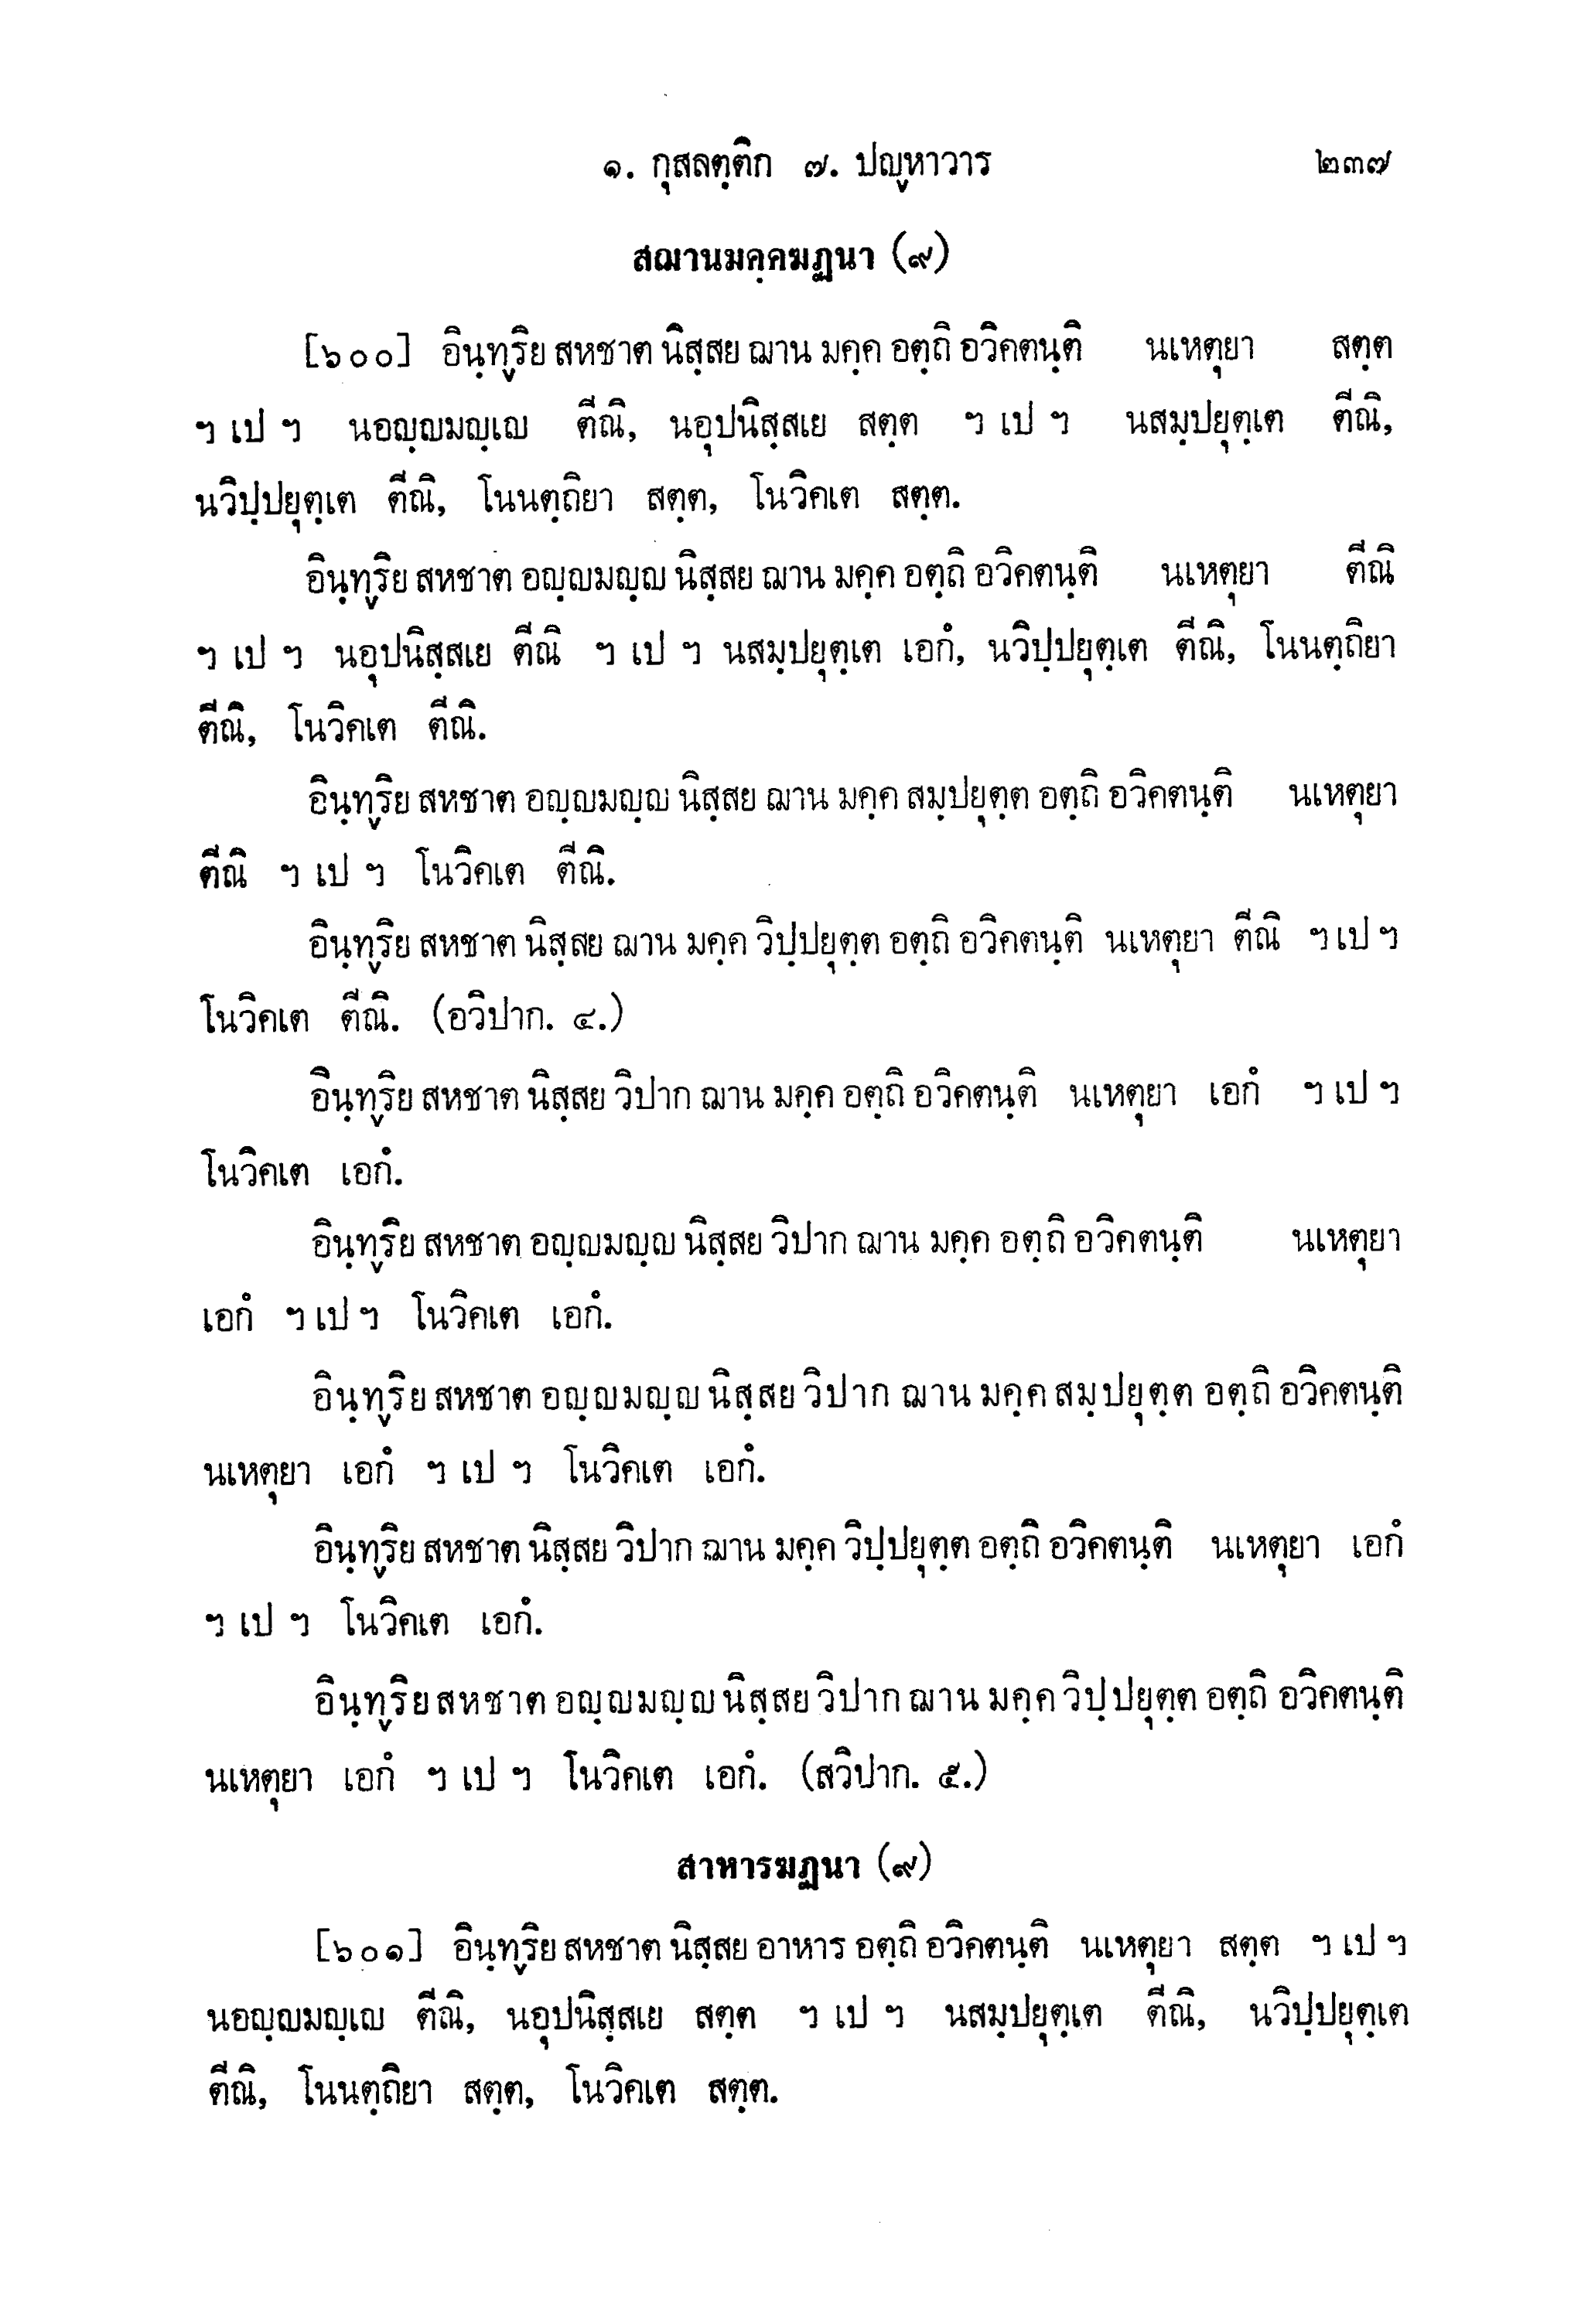 ๑. กุสลตฺติก ๗. ปญฺหาวาร ๒๓๗
สฌานมคฺคฆฏนา (๙)
[๖๐๐] อินฺทฺริย สหชาต นิสฺสย ฌาน มคฺค อตฺถิ อวิคตนฺติ นเหตุยา สตฺต
ฯ เป ฯ นอญฺญมญฺเญ ตีณิ, นอุปนิสฺสเย สตฺต ฯ เป ฯ นสมฺปยุตฺเต ตีณิ,
นวิปฺปยุตฺเต ตีณิ, โนนตฺถิยา สตฺต, โนวิคเต สตฺต.
อินฺทฺริย สหชาต อญฺญมญฺญ นิสฺสย ฌาน มคฺค อตฺถิ อวิคตนฺติ นเหตุยา ตีณิ
ฯ เป ฯ นอุปนิสฺสเย ตีณิ ฯ เป ฯ นสมฺปยุตฺเต เอกํ, นวิปฺปยุตฺเต ตีณิ, โนนตฺถิยา
ตีณิ, โนวิคเต ตีณิ.
อินฺทฺริย สหชาต อญฺญมญฺญ นิสฺสย ฌาน มคฺค สมฺปยุตฺต อตฺถิ อวิคตนฺติ นเหตุยา
ตีณิ ฯ เป ฯ โนวิคเต ตีณิ.
อินฺทฺริย สหชาต นิสฺสย ฌาน มคฺค วิปฺปยุตฺต อตฺถิ อวิคตนฺติ นเหตุยา ตีณิ ฯ เป ฯ
โนวิคเต ตีณิ. (อวิปาก. ๔.)
อินฺทฺริย สหชาต นิสฺสย วิปาก ฌาน มคฺค อตฺถิ อวิคตนฺติ นเหตุยา เอกํ ฯ เป ฯ
โนวิคเต เอกํ.
อินฺทฺริย สหชาต อญฺญมญฺญ นิสฺสย วิปาก ฌาน มคฺค อตฺถิ อวิคตนฺติ นเหตุยา
เอกํ ฯ เป ฯ โนวิคเต เอกํ.
อินฺทฺริย สหชาต อญฺญมญฺญ นิสฺสย วิปาก ฌาน มคฺค สมฺปยุตฺต อตฺถิ อวิคตนฺติ
นเหตุยา เอกํ ฯ เป ฯ โนวิคเต เอกํ.
อินฺทฺริย สหชาต นิสฺสย วิปาก ฌาน มคฺค วิปฺปยุตฺต อตฺถิ อวิคตนฺติ นเหตุยา เอกํ
ฯ เป ฯ โนวิคเต เอกํ.
อินฺทฺริย สหชาต อญฺญมญฺญ นิสฺสย วิปาก ฌาน มคฺค วิปฺปยุตฺต อตฺถิ อวิคตนฺติ
นเหตุยา เอกํ ฯ เป ฯ โนวิคเต เอกํ. (สวิปาก. ๕.)
สาหารฆฏนา (๙)
[๖๐๑] อินฺทฺริย สหชาต นิสฺสย อาหาร อตฺถิ อวิคตนฺติ นเหตุยา สตฺต ฯ เป ฯ
นอญฺญมญฺเญ ตีณิ, นอุปนิสฺสเย สตฺต ฯ เป ฯ นสมฺปยุตฺเต ตีณิ, นวิปฺปยุตฺเต
ตีณิ, โนนตฺถิยา สตฺต, โนวิคเต สตฺต.